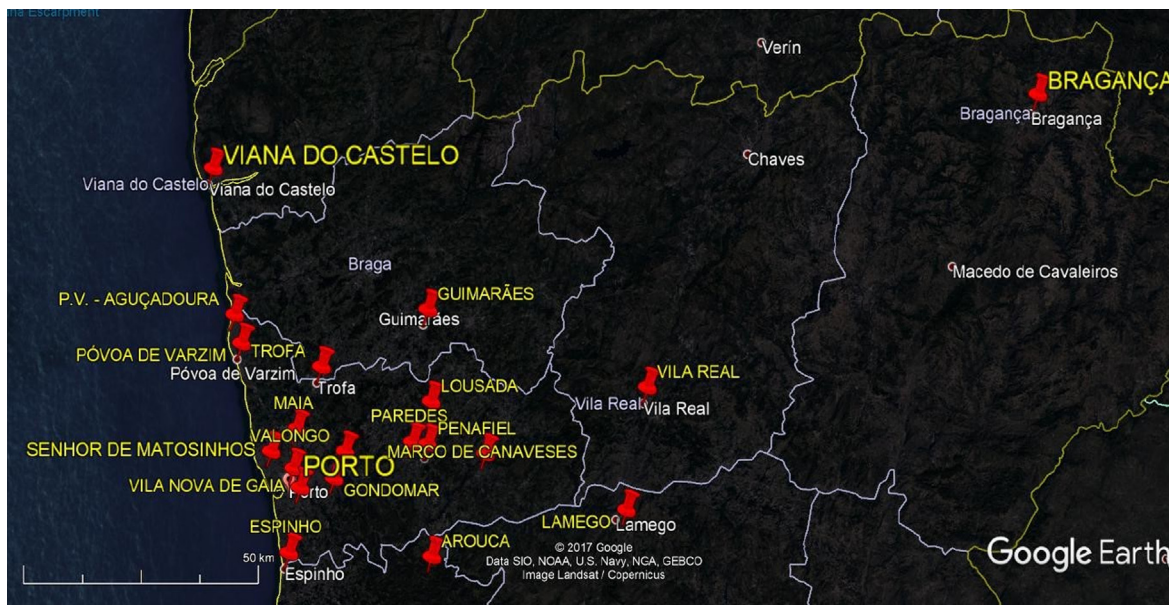 na Escarpment
Verín
BRAGANÇA
Bragança
Bragança
VIANA DO CASTELO
Chaves
Viana do Castelo
Viana do Castelo
Braga
Macedo de Cavaleiros
P.V. - AGUÇADOURA
GUIMARÃES
Guimarães
PÓVOA DE VARZIM
TROFA
Póvoa de Varzim
Trofa
VILA REAL
LOUSADA
Vila Real
Vila Real
MAIA
PAREDES
VALONGO
PENAFIEL
SENHOR DE MATOSINHOS
MARCO DE CANAVESES
PORTO
VILA NOVA DE GAIA
Porto
GONDOMAR
LAMEGO
Lamego
ESPINHO
AROUCA
50 km
Espinho
© 2017 Google
Data SIO, NOAA, U.S. Navy, NGA, GEBCO
Image Landsat / Copernicus
Google Earth